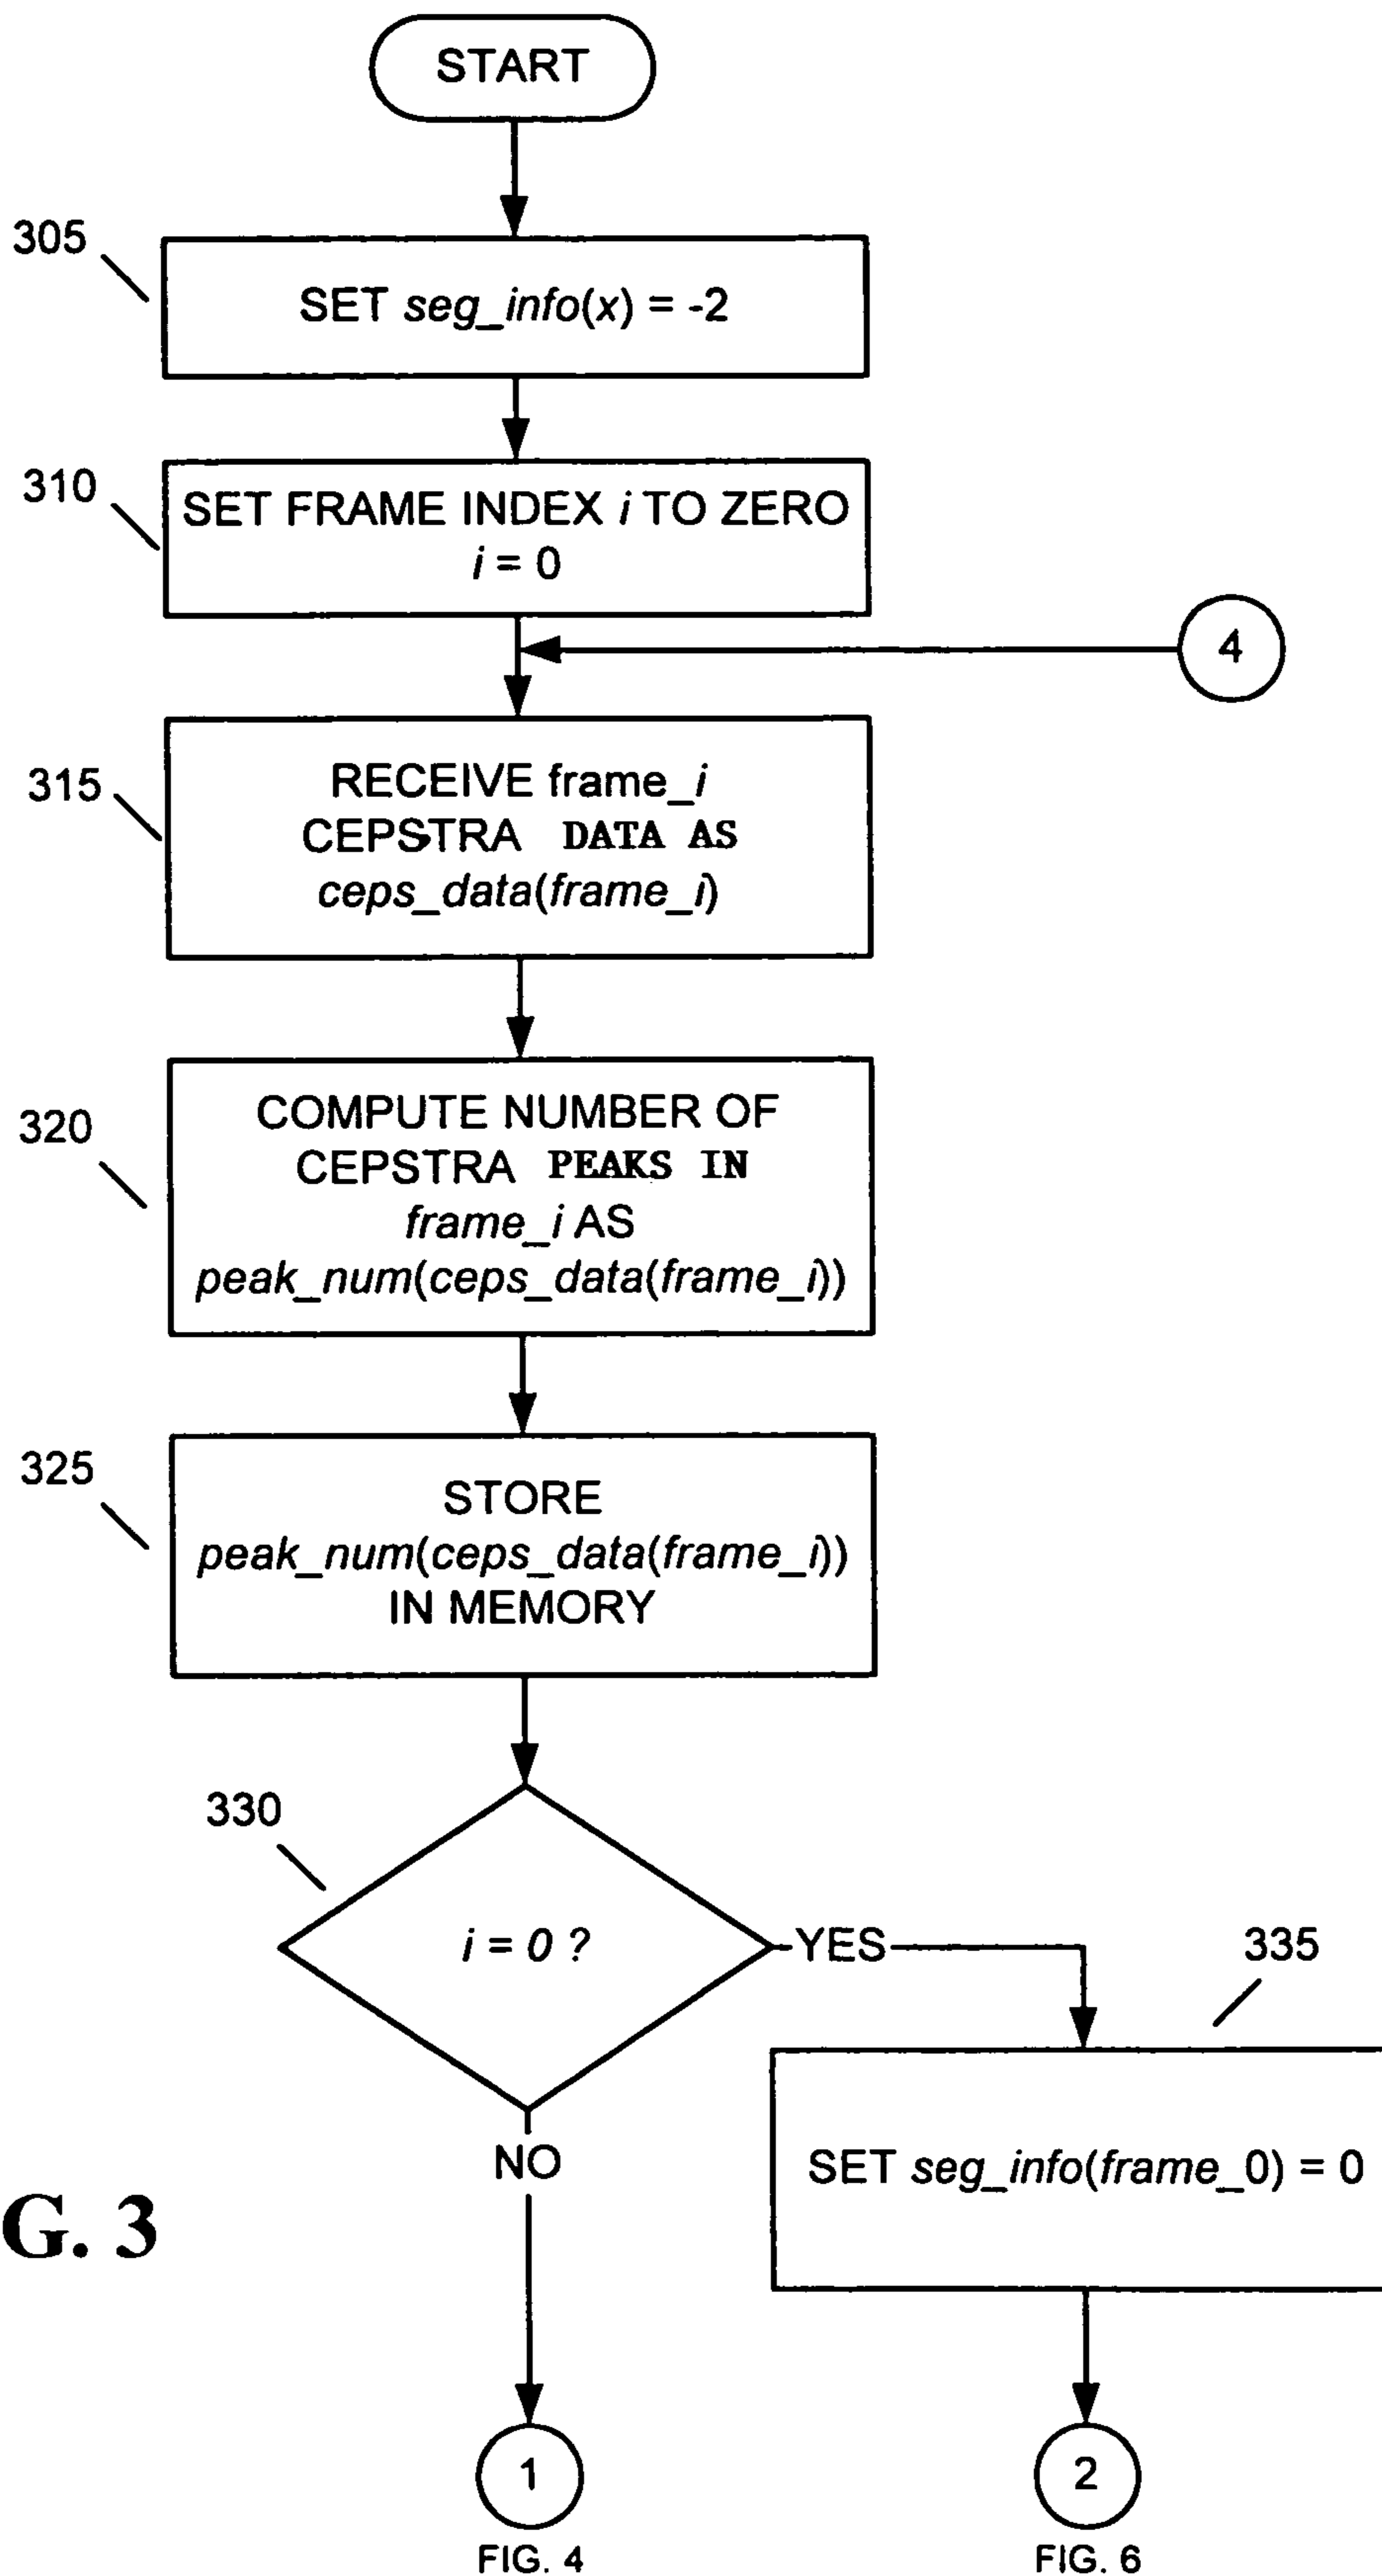 START
305
SET seg_info(x) = -2
310
SET FRAME INDEX i TO ZERO
i = 0
4
315
RECEIVE frame_i
CEPSTRA DATA AS
ceps_data(frame_i)
320
COMPUTE NUMBER OF
CEPSTRA PEAKS IN
frame_i AS
peak_num(ceps_data(frame_i))
325
STORE
peak_num(ceps_data(frame_i))
IN MEMORY
330
i = 0 ?
YES
335
NO
SET seg_info(frame_0) = 0
G. 3
1
2
FIG. 4
FIG. 6